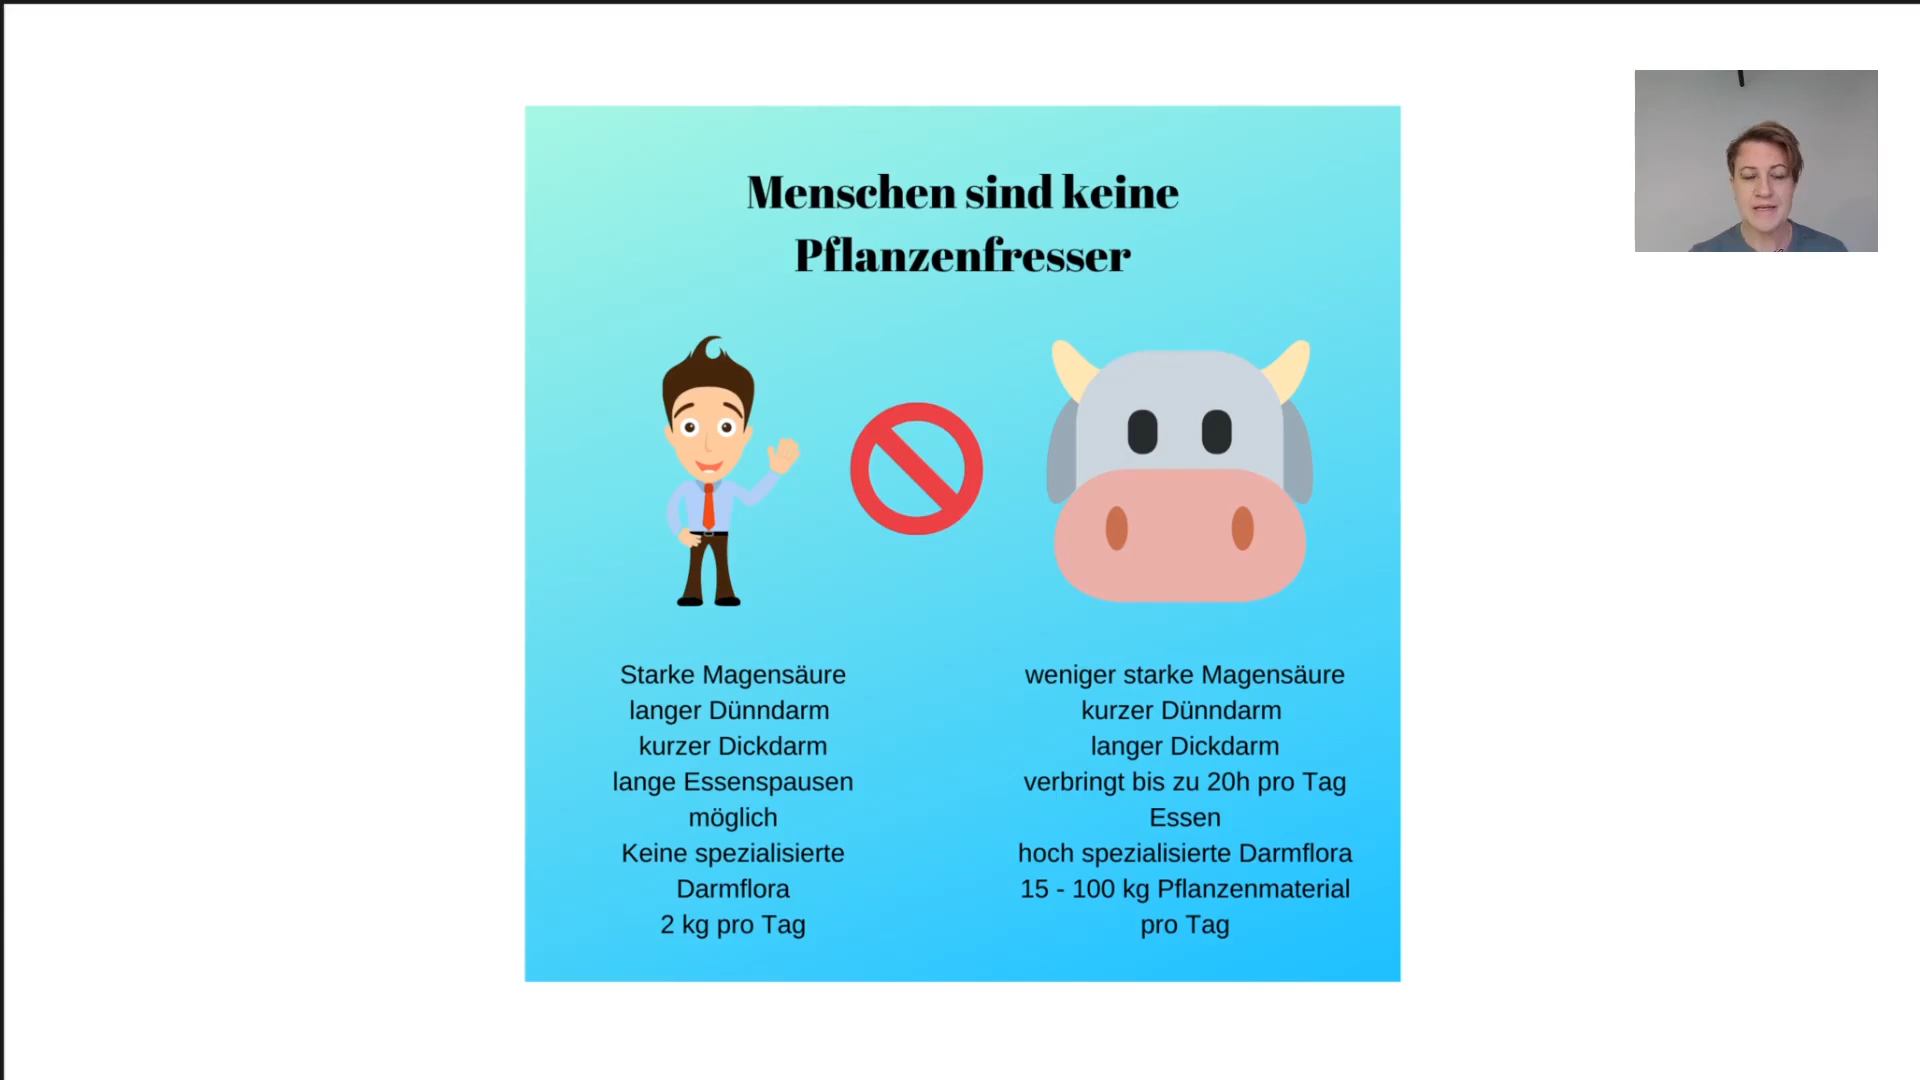 Menschen sind keine
Pflanzenfresser
Starke Magensäure
langer Dünndarm
kurzer Dickdarm
lange Essenspausen
möglich
Keine spezialisierte
Darmflora
2 kg pro Tag
weniger starke Magensäure
kurzer Dünndarm
langer Dickdarm
verbringt bis zu 20h pro Tag
Essen
hoch spezialisierte Darmflora
15 - 100 kg Pflanzenmaterial
pro Tag